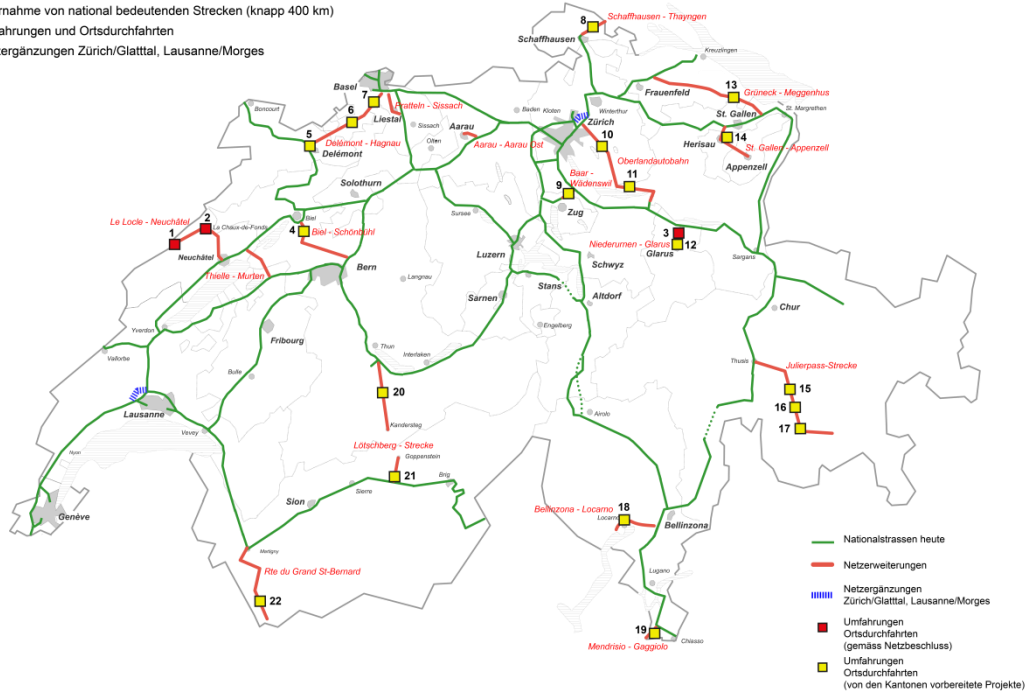 rnahme von national bedeutenden Strecken (knapp 400 km)
ahrungen und Ortsdurchfahrten
tzergänzungen Zürich/Glatttal, Lausanne/Morges
8
Schaffhausen - Thayngen
Schaffhausen
Kreuzlingen
Basel
7
13
Frauenfeld
Grüneck - Meggenhus
Boncourt
6
Pratteln - Sissach
Baden
Kloten
Winterthur
St. Gallen
St. Margrethen
Liestal
Zürich
5
Sissach
Aarau
10
14
Delémont - Hagnau
Olten
Aarau - Aarau Ost
Herisau
St. Gallen - Appenzell
Delémont
Oberlandautobahn
Appenzell
Baar -
Wädenswil
11
Solothurn
9
Le Locle - Neuchâtel
2
Biel
Sursee
Zug
1
La Chaux-de-Fonds
4
Biel - Schönbühl
3
Niederurnen - Glarus
12
Neuchâtel
Luzern
Schwyz
Glarus
Sargans
Thielle - Murten
Bern
Langnau
Stans
Sarnen
Altdorf
Chur
Yverdon
Fribourg
Engelberg
Vallorbe
Thun
Interlaken
Thusis
Julierpass-Strecke
Bulle
20
15
Lausanne
16
Airolo
Kandersteg
17
Vevey
Lötschberg - Strecke
Nyon
Goppenstein
21
Brig
Sierre
Sion
Bellinzona - Locarno
18
Genève
Locarno
Bellinzona
Martigny
Rte du Grand St-Bernard
Lugano
22
19
Chiasso
Mendrisio - Gaggiolo
Nationalstrassen heute
Netzerweiterungen
Netzergänzungen
Zürich/Glatttal, Lausanne/Morges
Umfahrungen
Ortsdurchfahrten
(gemäss Netzbeschluss)
Umfahrungen
Ortsdurchfahrten
(von den Kantonen vorbereitete Projekte)